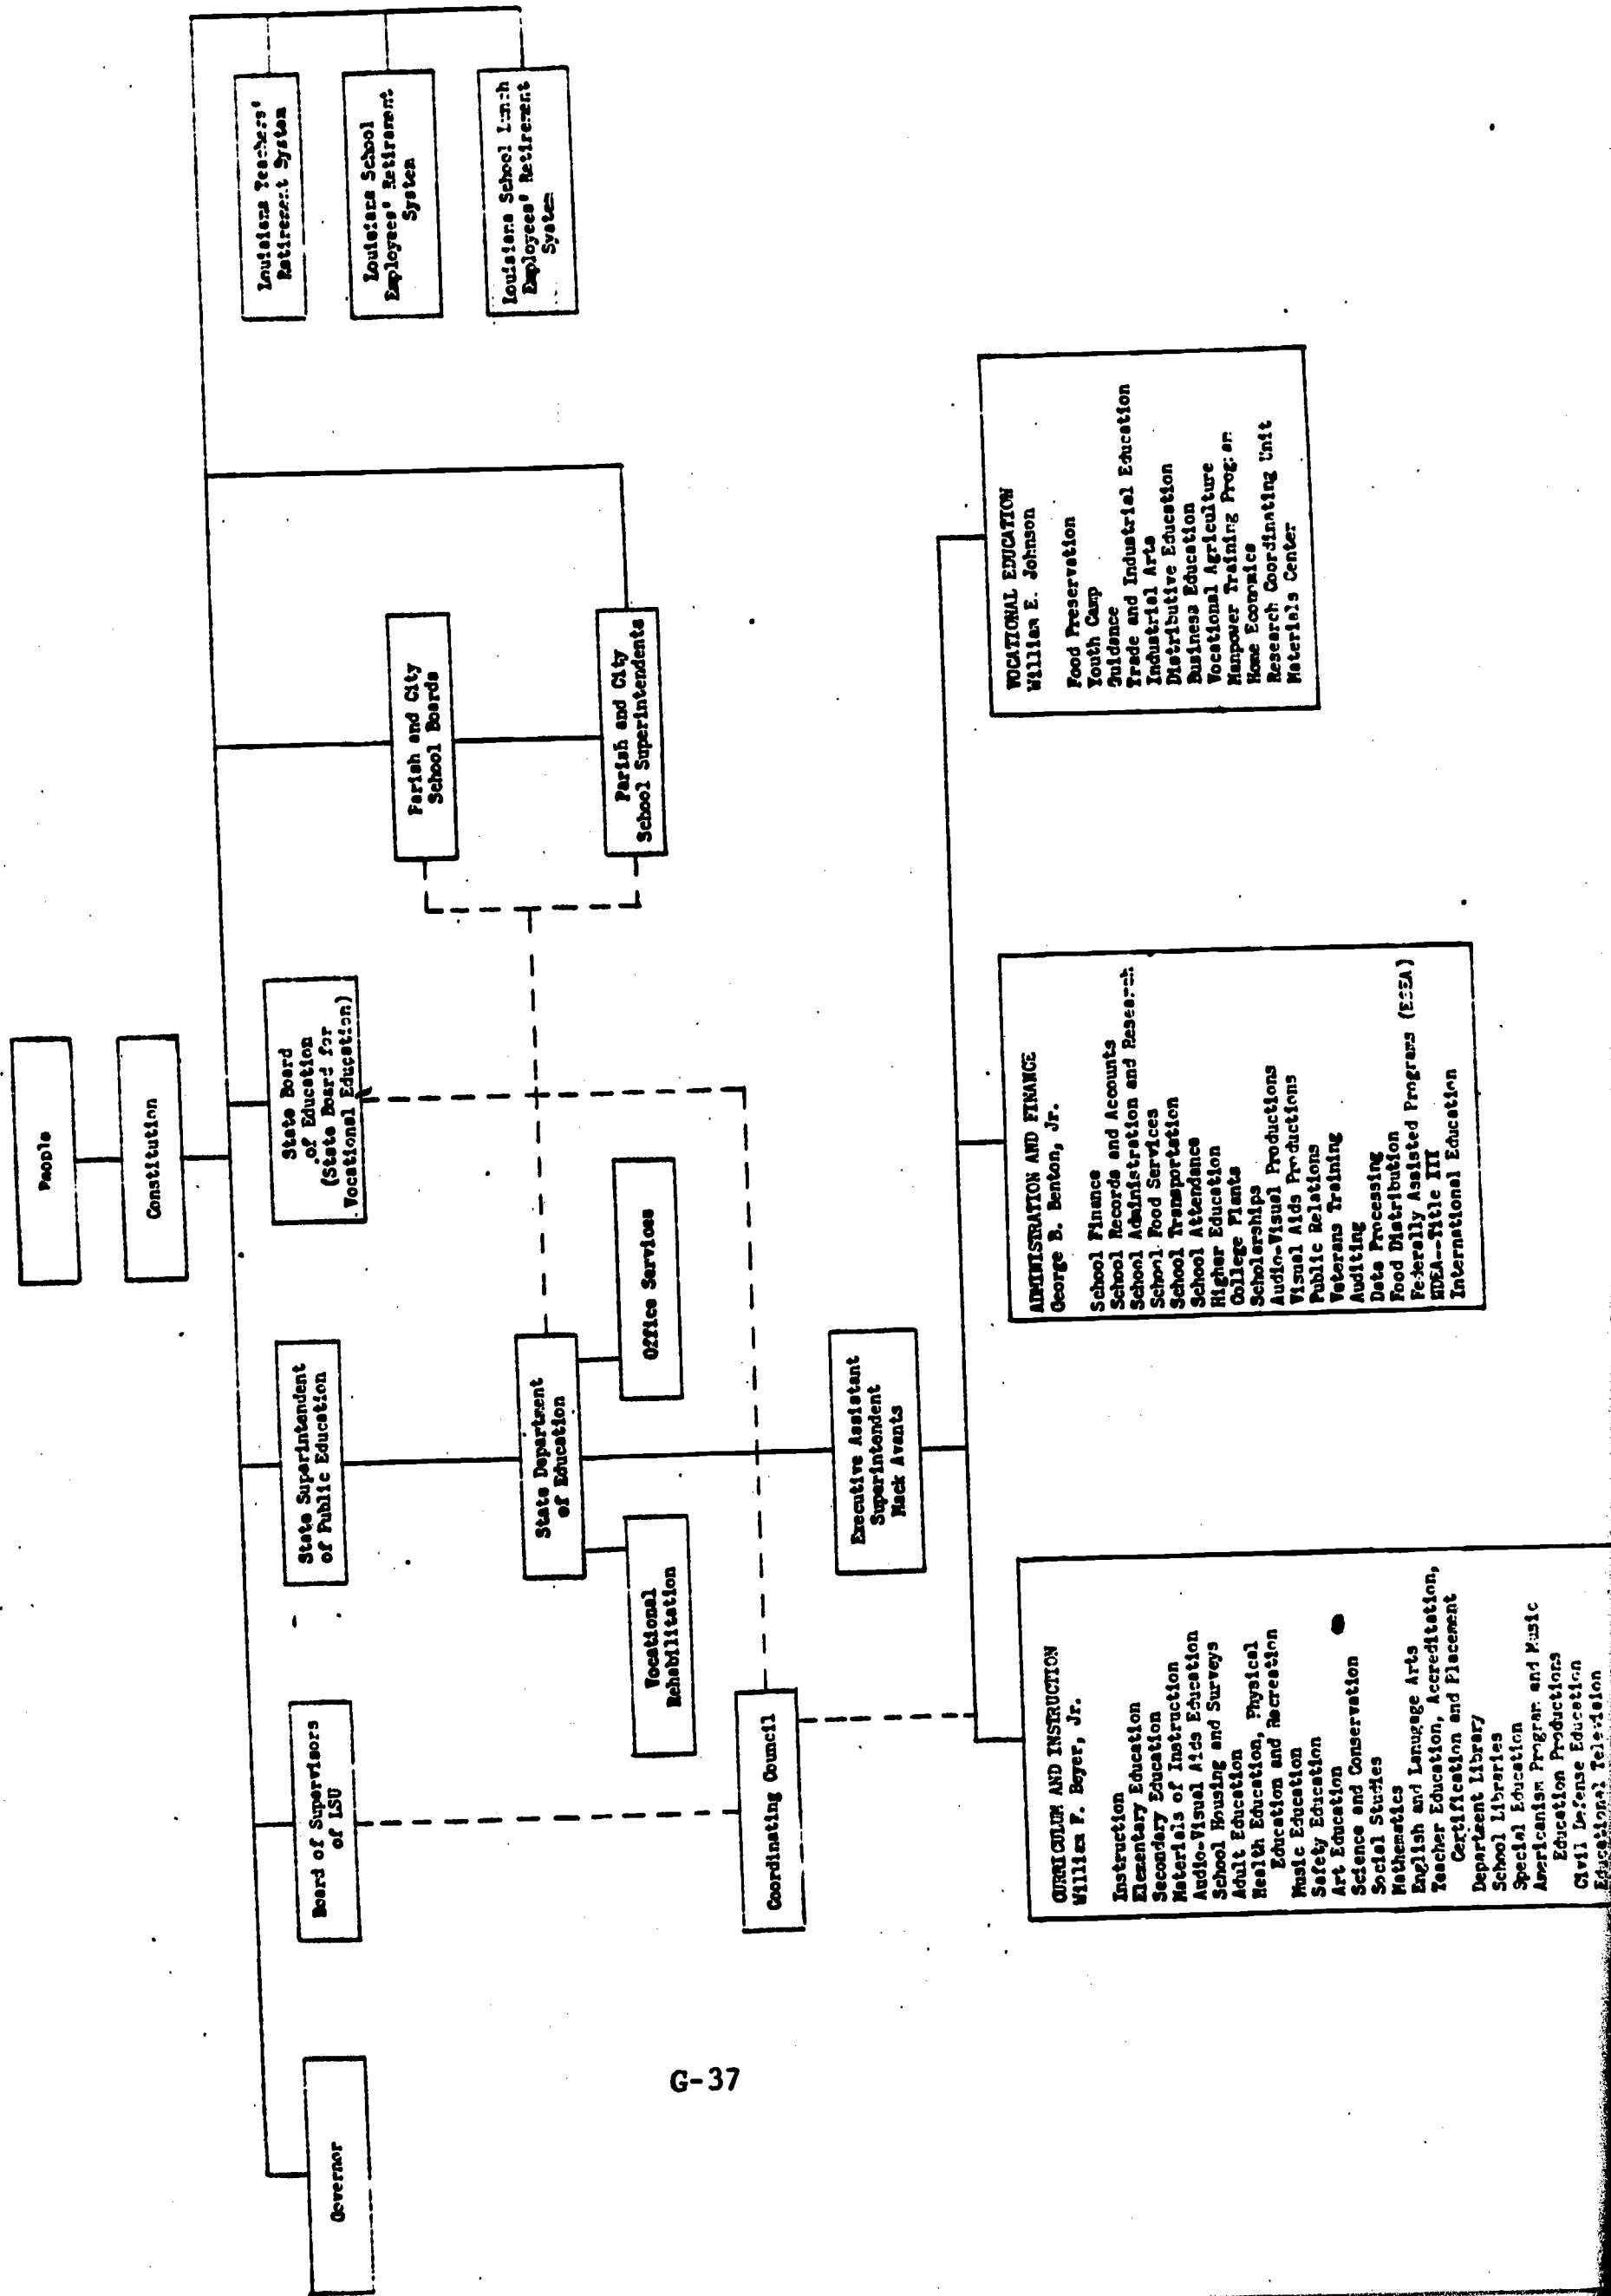 People
Constitution
Governor
Board of Supervisors
of LSU
State Superintendent
of Public Education
State Board
of Education
(State Board for
Vocational Education)
Louisiana Teachers'
Retirement System
Louisiana School
Employees' Retirement
System
Louisiana School Lunch
Employees' Retirement
System
Parish and City
School Boards
Parish and City
School Superintendents
State Department
of Education
Vocational
Rehabilitation
Office Services
Coordinating Council
Executive Assistant
Superintendent
Mack Avants
CURRICULUM AND INSTRUCTION
William F. Beyer, Jr.
Instruction
Elementary Education
Secondary Education
Materials of Instruction
Audio-Visual Aids Education
School Housing and Surveys
Adult Education
Health Education, Physical
Education and Recreation
Music Education
Safety Education
Art Education
Science and Conservation
Social Studies
Mathematics
English and Lanugage Arts
Teacher Education, Accreditation,
Certification and Placement
Department Library
School Libraries
Special Education
Americanism Program and Music
Education Productions
Civil Defense Education
Educational Television
ADMINISTRATION AND FINANCE
George B. Benton, Jr.
School Finance
School Records and Accounts
School Administration and Research
School Food Services
School Transportation
School Attendance
Higher Education
College Plants
Scholarships
Audio-Visual Productions
Visual Aids Productions
Public Relations
Veterans Training
Auditing
Data Processing
Food Distribution
Federally Assisted Programs (ESEA)
NDEA--Title III
International Education
VOCATIONAL EDUCATION
William E. Johnson
Food Preservation
Youth Camp
Guidance
Trade and Industrial Education
Industrial Arts
Distributive Education
Business Education
Vocational Agriculture
Manpower Training Program
Home Economics
Research Coordinating Unit
Materials Center
G-37